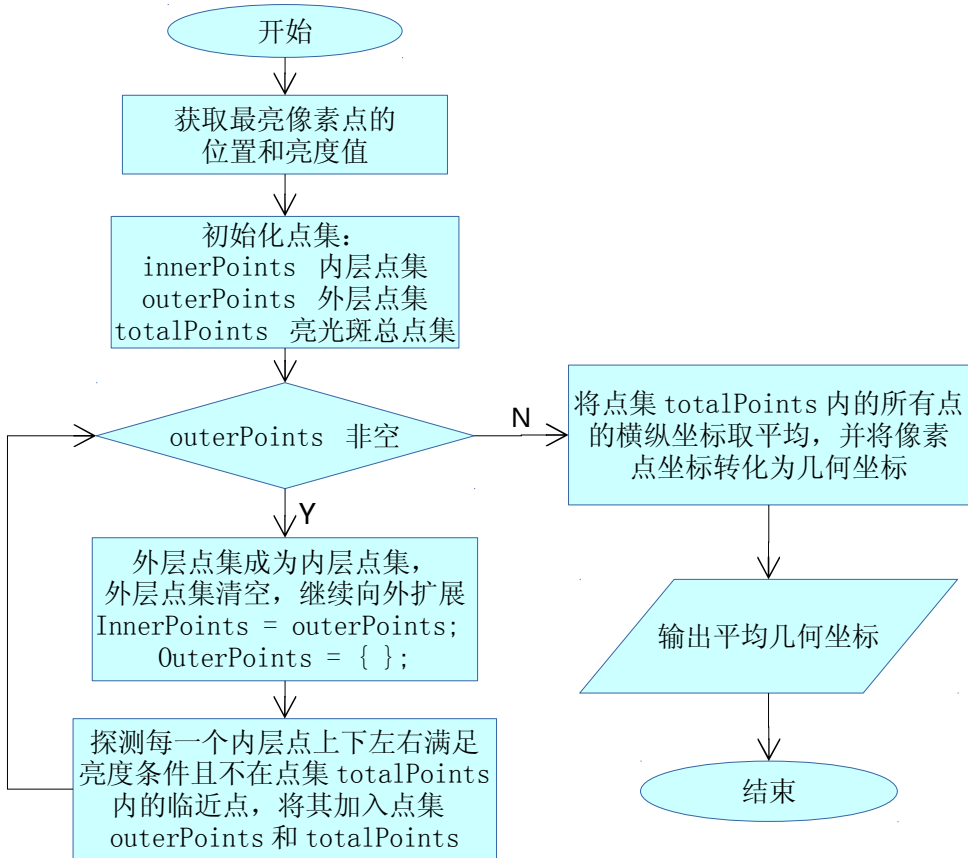 开始
获取最亮像素点的
位置和亮度值
初始化点集：
innerPoints 内层点集
outerPoints 外层点集
totalPoints 亮光斑总点集
outerPoints 非空
N
Y
外层点集成为内层点集，
外层点集清空，继续向外扩展
InnerPoints = outerPoints;
OuterPoints = { };
探测每一个内层点上下左右满足
亮度条件且不在点集 totalPoints
内的临近点，将其加入点集
outerPoints 和 totalPoints
将点集 totalPoints 内的所有点
的横纵坐标取平均，并将像素
点坐标转化为几何坐标
输出平均几何坐标
结束